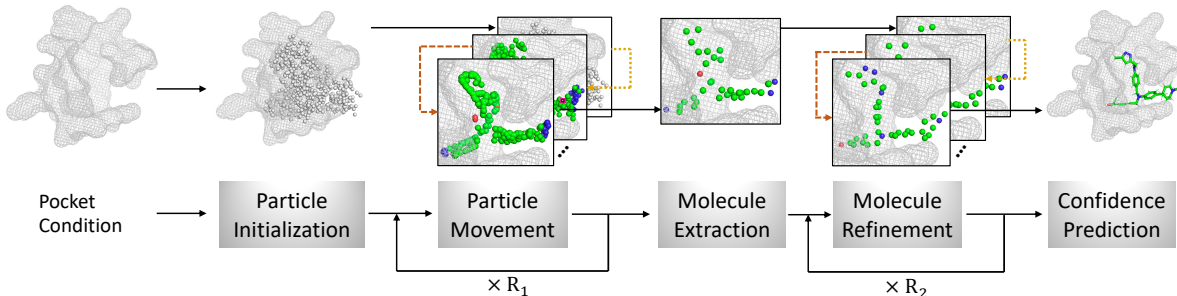 Pocket
Condition
Particle
Initialization
Particle
Movement
Molecule
Extraction
Molecule
Refinement
Confidence
Prediction
× R₁
× R₂